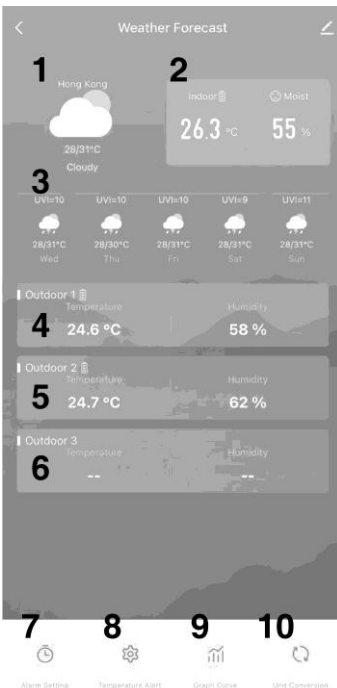 Weather Forecast
1
2
Hong Kong
28/31°C
Cloudy
Indoor
Moist
26.3 °C
55 %
3
UVI=10 UVI=10 UVI=10 UVI=9 UVI=11
28/31°C 28/30°C 28/31°C 28/31°C 28/31°C
Wed Thu Fri Sat Sun
Outdoor 1
Temperature Humidity
4 24.6 °C 58 %
Outdoor 2
Temperature Humidity
5 24.7 °C 62 %
Outdoor 3
Temperature Humidity
6 -- --
7 8 9 10
Alarm Setting Temperature Alert Graph Curve Unit Conversion